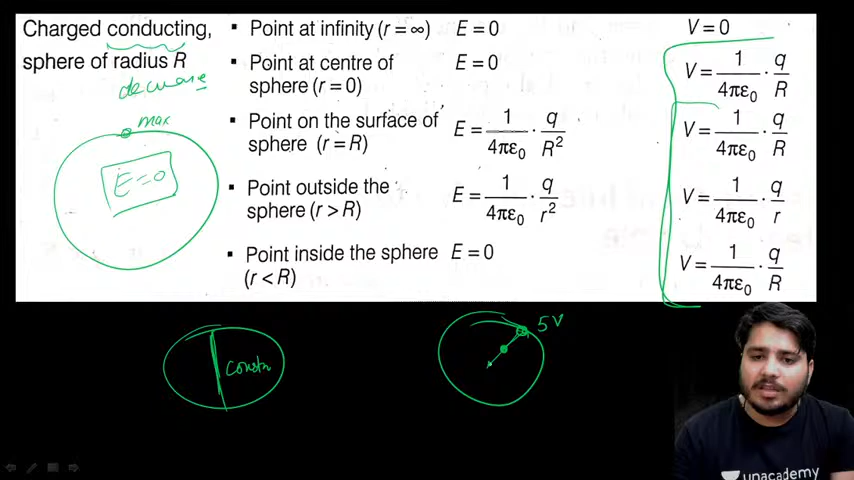 Charged conducting,
sphere of radius R
decrease
max
E=0
▪ Point at infinity (r = ∞) E = 0 V = 0
▪ Point at centre of sphere (r = 0) E = 0 V = 1/4πε₀ · q/R
▪ Point on the surface of sphere (r = R) E = 1/4πε₀ · q/R² V = 1/4πε₀ · q/R
▪ Point outside the sphere (r > R) E = 1/4πε₀ · q/r² V = 1/4πε₀ · q/r
▪ Point inside the sphere (r < R) E = 0 V = 1/4πε₀ · q/R
5V
unacademy